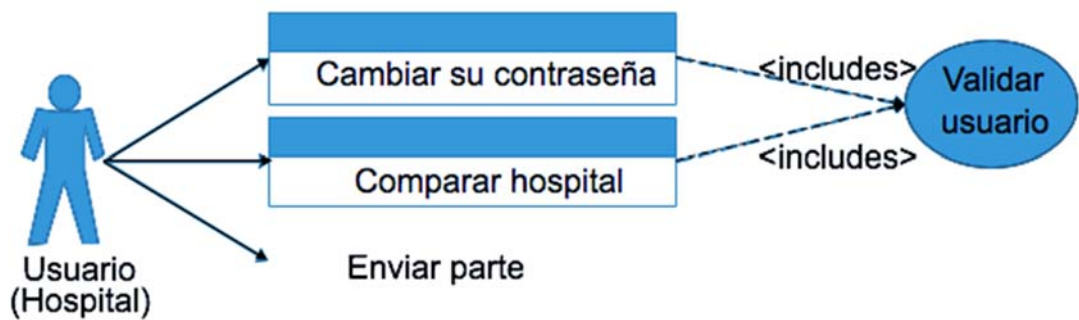 Cambiar su contraseña
<includes>
Validar
usuario
Comparar hospital
<includes>
Enviar parte
Usuario
(Hospital)